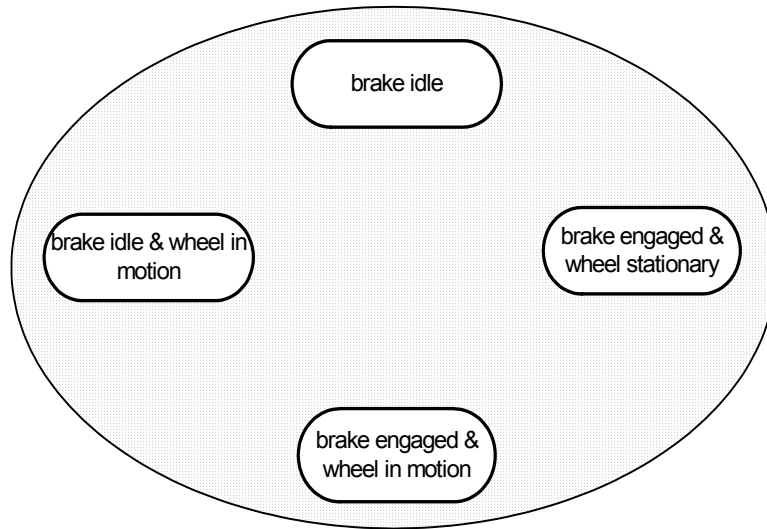 brake idle
brake idle & wheel in
motion
brake engaged &
wheel stationary
brake engaged &
wheel in motion